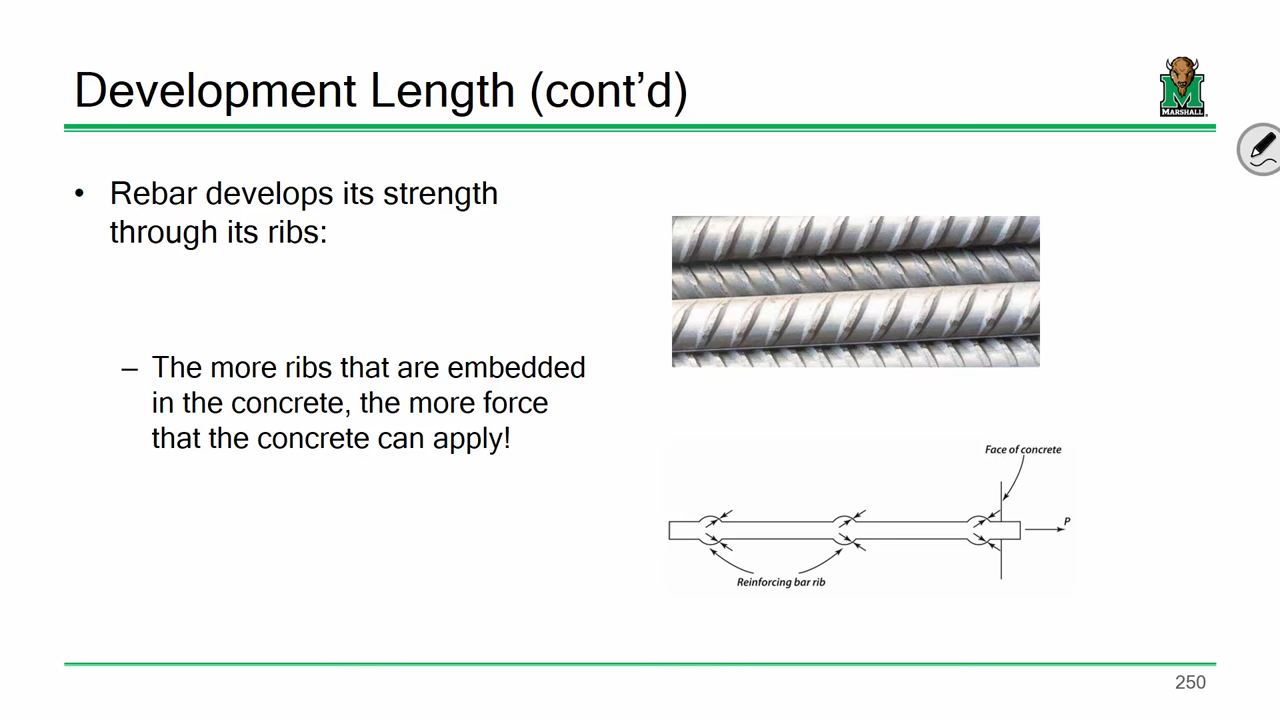 Development Length (cont’d)
MARSHALL
• Rebar develops its strength
through its ribs:
– The more ribs that are embedded
in the concrete, the more force
that the concrete can apply!
Face of concrete
P
Reinforcing bar rib
250